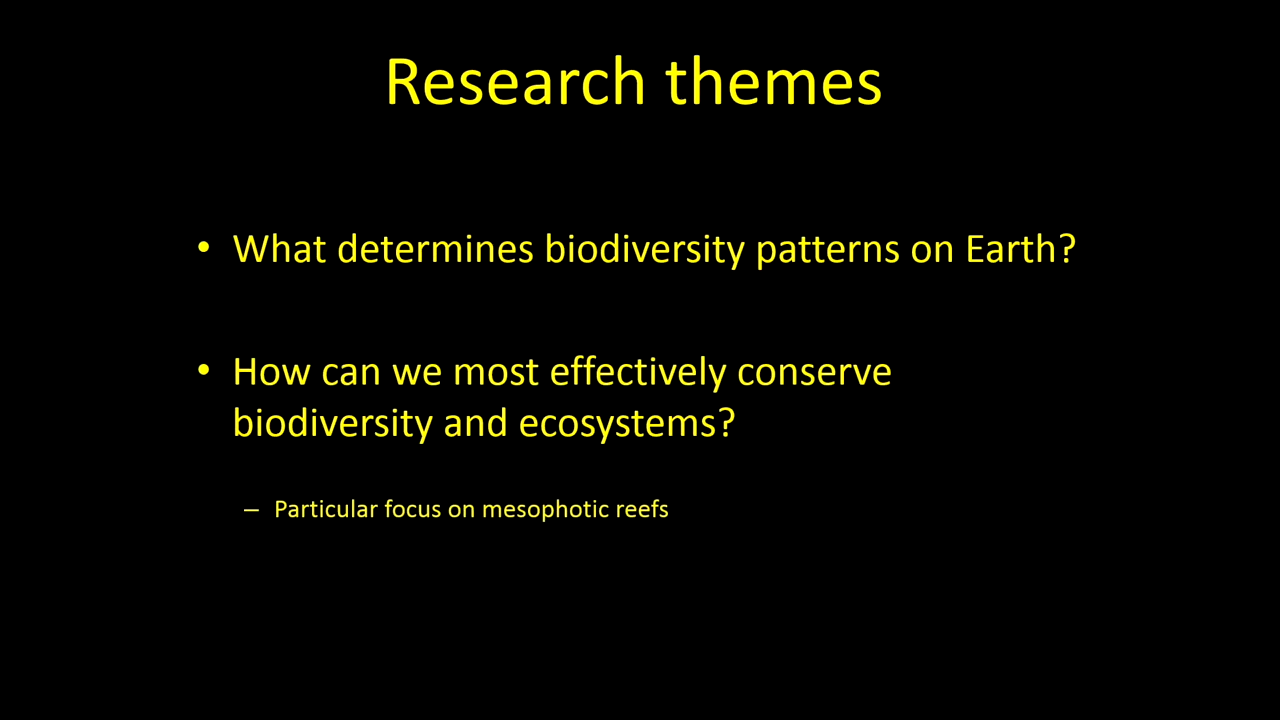 Research themes
• What determines biodiversity patterns on Earth?
• How can we most effectively conserve
biodiversity and ecosystems?
– Particular focus on mesophotic reefs